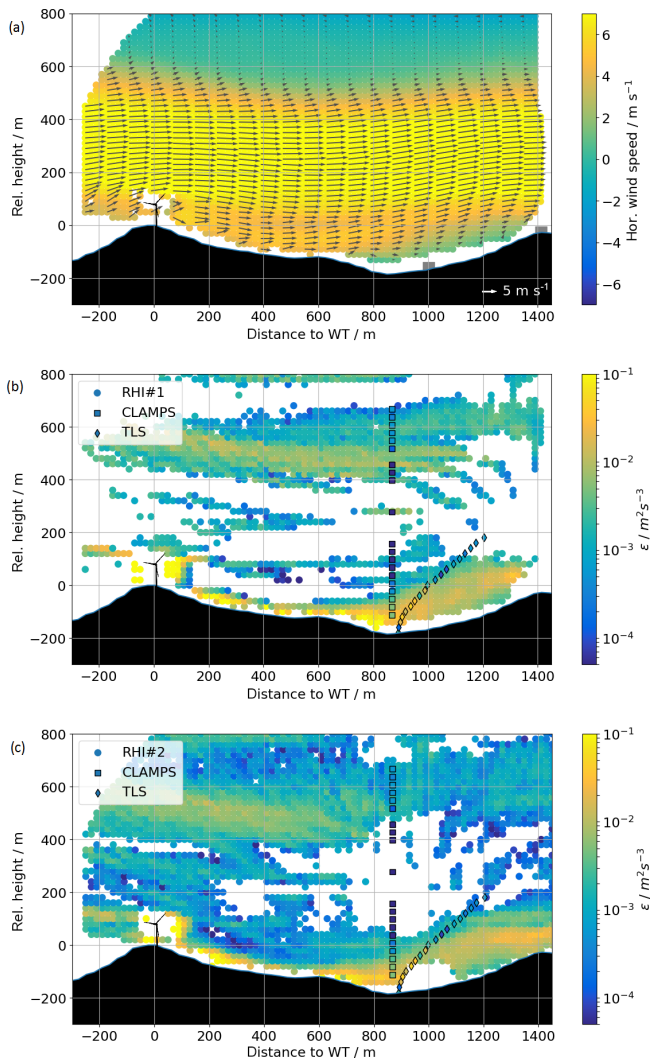 (a)
800
600
400
200
0
−200
Rel. height / m
−200 0 200 400 600 800 1000 1200 1400
Distance to WT / m
5 m s⁻¹
6
4
2
0
−2
−4
−6
Hor. wind speed / m s⁻¹
(b)
800
600
400
200
0
−200
Rel. height / m
RHI#1
CLAMPS
TLS
−200 0 200 400 600 800 1000 1200 1400
Distance to WT / m
10⁻¹
10⁻²
10⁻³
10⁻⁴
ε / m²s⁻³
(c)
800
600
400
200
0
−200
Rel. height / m
RHI#2
CLAMPS
TLS
−200 0 200 400 600 800 1000 1200 1400
Distance to WT / m
10⁻¹
10⁻²
10⁻³
10⁻⁴
ε / m²s⁻³